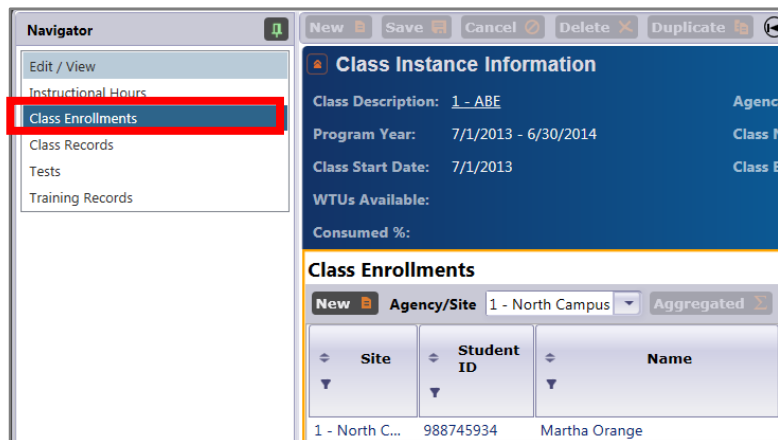 Navigator
New Save Cancel Delete Duplicate
Edit / View
Instructional Hours
Class Enrollments
Class Records
Tests
Training Records
Class Instance Information
Class Description: 1 - ABE Agenc
Program Year: 7/1/2013 - 6/30/2014 Class
Class Start Date: 7/1/2013 Class
WTUs Available:
Consumed %:
Class Enrollments
New Agency/Site 1 - North Campus Aggregated Σ
Site Student ID Name
1 - North C... 988745934 Martha Orange